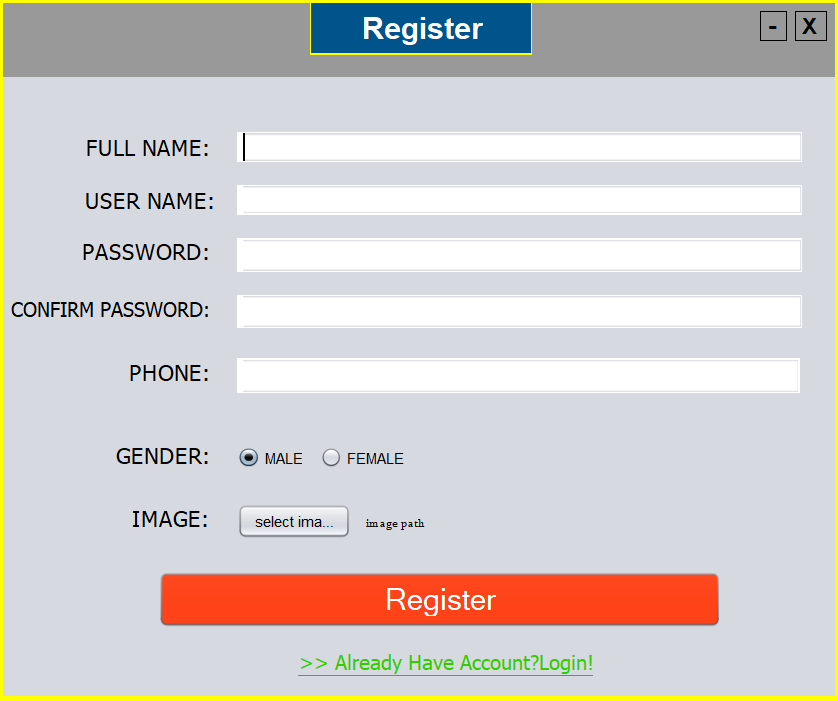 Register
- X
FULL NAME:
USER NAME:
PASSWORD:
CONFIRM PASSWORD:
PHONE:
GENDER: MALE FEMALE
IMAGE: select ima... image path
Register
>> Already Have Account?Login!